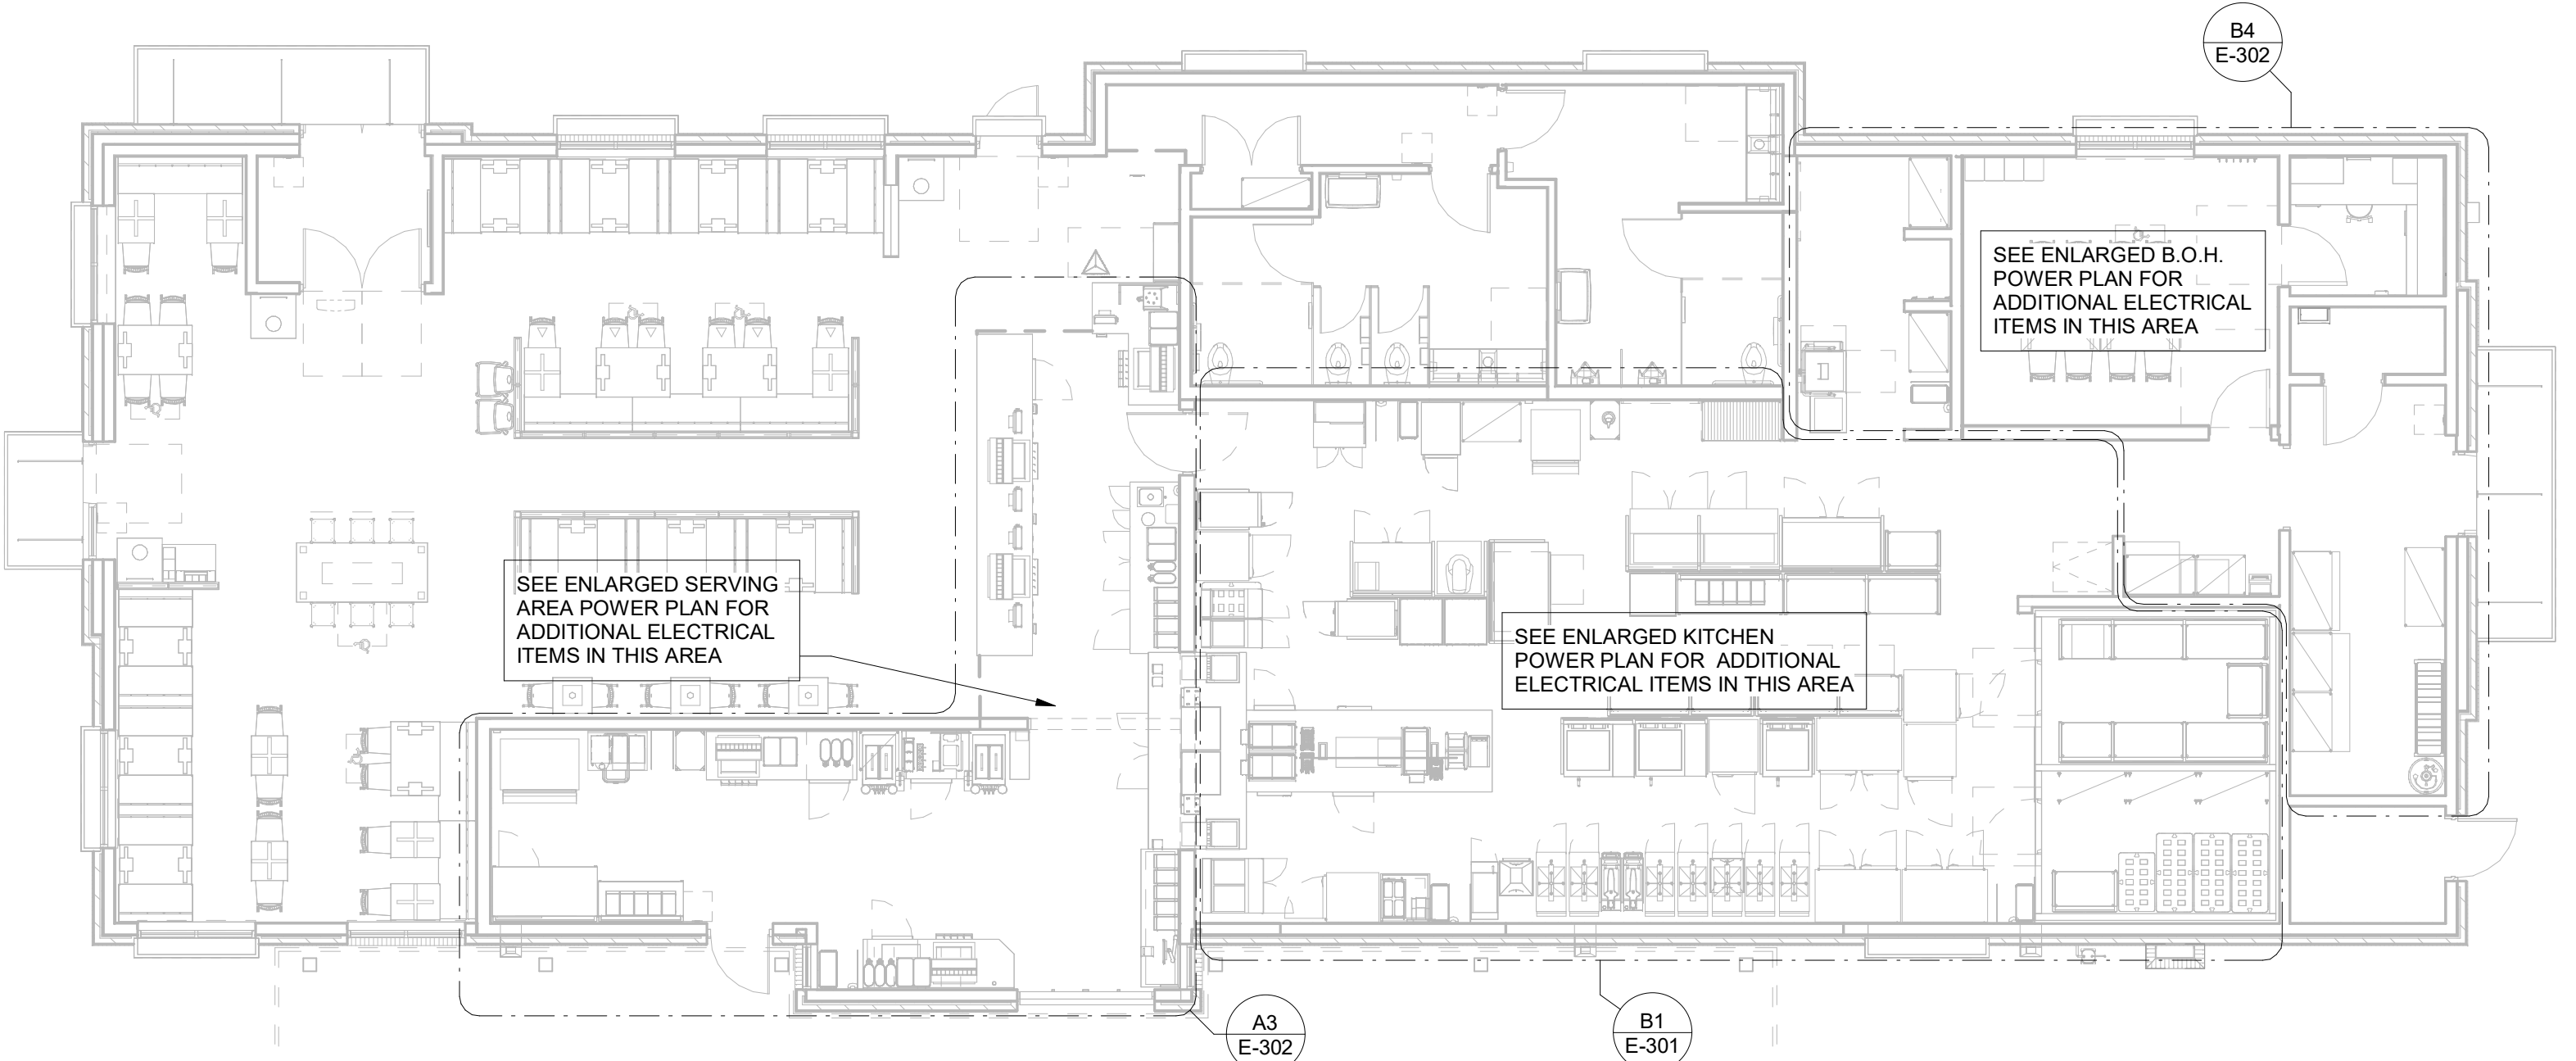 B4
E-302
SEE ENLARGED B.O.H.
POWER PLAN FOR
ADDITIONAL ELECTRICAL
ITEMS IN THIS AREA
SEE ENLARGED SERVING
AREA POWER PLAN FOR
ADDITIONAL ELECTRICAL
ITEMS IN THIS AREA
SEE ENLARGED KITCHEN
POWER PLAN FOR ADDITIONAL
ELECTRICAL ITEMS IN THIS AREA
A3
E-302
B1
E-301